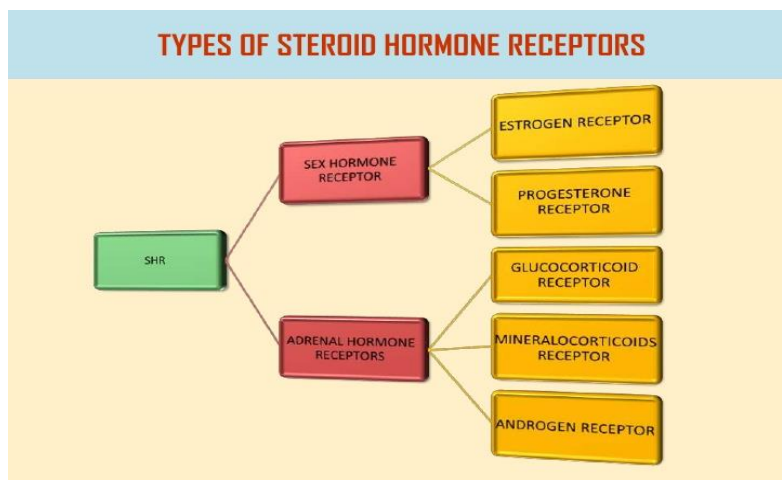 TYPES OF STEROID HORMONE RECEPTORS
SHR
SEX HORMONE
RECEPTOR
ADRENAL HORMONE
RECEPTORS
ESTROGEN RECEPTOR
PROGESTERONE
RECEPTOR
GLUCOCORTICOID
RECEPTOR
MINERALOCORTICOIDS
RECEPTOR
ANDROGEN RECEPTOR